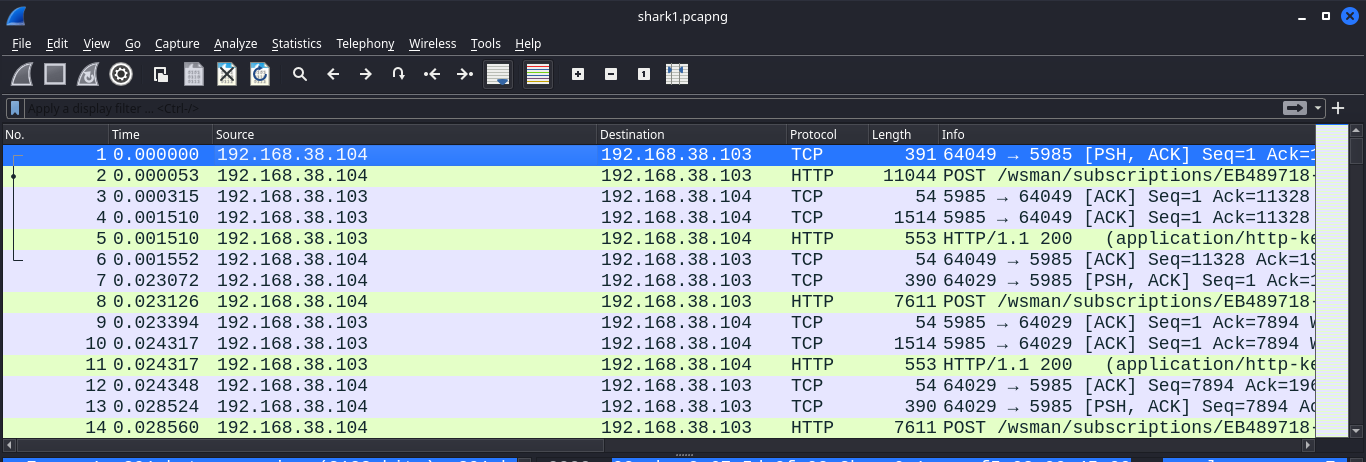 shark1.pcapng
File Edit View Go Capture Analyze Statistics Telephony Wireless Tools Help
Apply a display filter ... <Ctrl-/>
No. Time Source Destination Protocol Length Info
1 0.000000 192.168.38.104 192.168.38.103 TCP 391 64049 → 5985 [PSH, ACK] Seq=1 Ack=1
2 0.000053 192.168.38.104 192.168.38.103 HTTP 11044 POST /wsman/subscriptions/EB489718-
3 0.000315 192.168.38.103 192.168.38.104 TCP 54 5985 → 64049 [ACK] Seq=1 Ack=11328
4 0.001510 192.168.38.103 192.168.38.104 TCP 1514 5985 → 64049 [ACK] Seq=1 Ack=11328
5 0.001510 192.168.38.103 192.168.38.104 HTTP 553 HTTP/1.1 200 (application/http-ke
6 0.001552 192.168.38.104 192.168.38.103 TCP 54 64049 → 5985 [ACK] Seq=11328 Ack=19
7 0.023072 192.168.38.104 192.168.38.103 TCP 390 64029 → 5985 [PSH, ACK] Seq=1 Ack=1
8 0.023126 192.168.38.104 192.168.38.103 HTTP 7611 POST /wsman/subscriptions/EB489718-
9 0.023394 192.168.38.103 192.168.38.104 TCP 54 5985 → 64029 [ACK] Seq=1 Ack=7894 W
10 0.024317 192.168.38.103 192.168.38.104 TCP 1514 5985 → 64029 [ACK] Seq=1 Ack=7894 W
11 0.024317 192.168.38.103 192.168.38.104 HTTP 553 HTTP/1.1 200 (application/http-ke
12 0.024348 192.168.38.104 192.168.38.103 TCP 54 64029 → 5985 [ACK] Seq=7894 Ack=196
13 0.028524 192.168.38.104 192.168.38.103 TCP 390 64029 → 5985 [PSH, ACK] Seq=7894 Ac
14 0.028560 192.168.38.104 192.168.38.103 HTTP 7611 POST /wsman/subscriptions/EB489718-